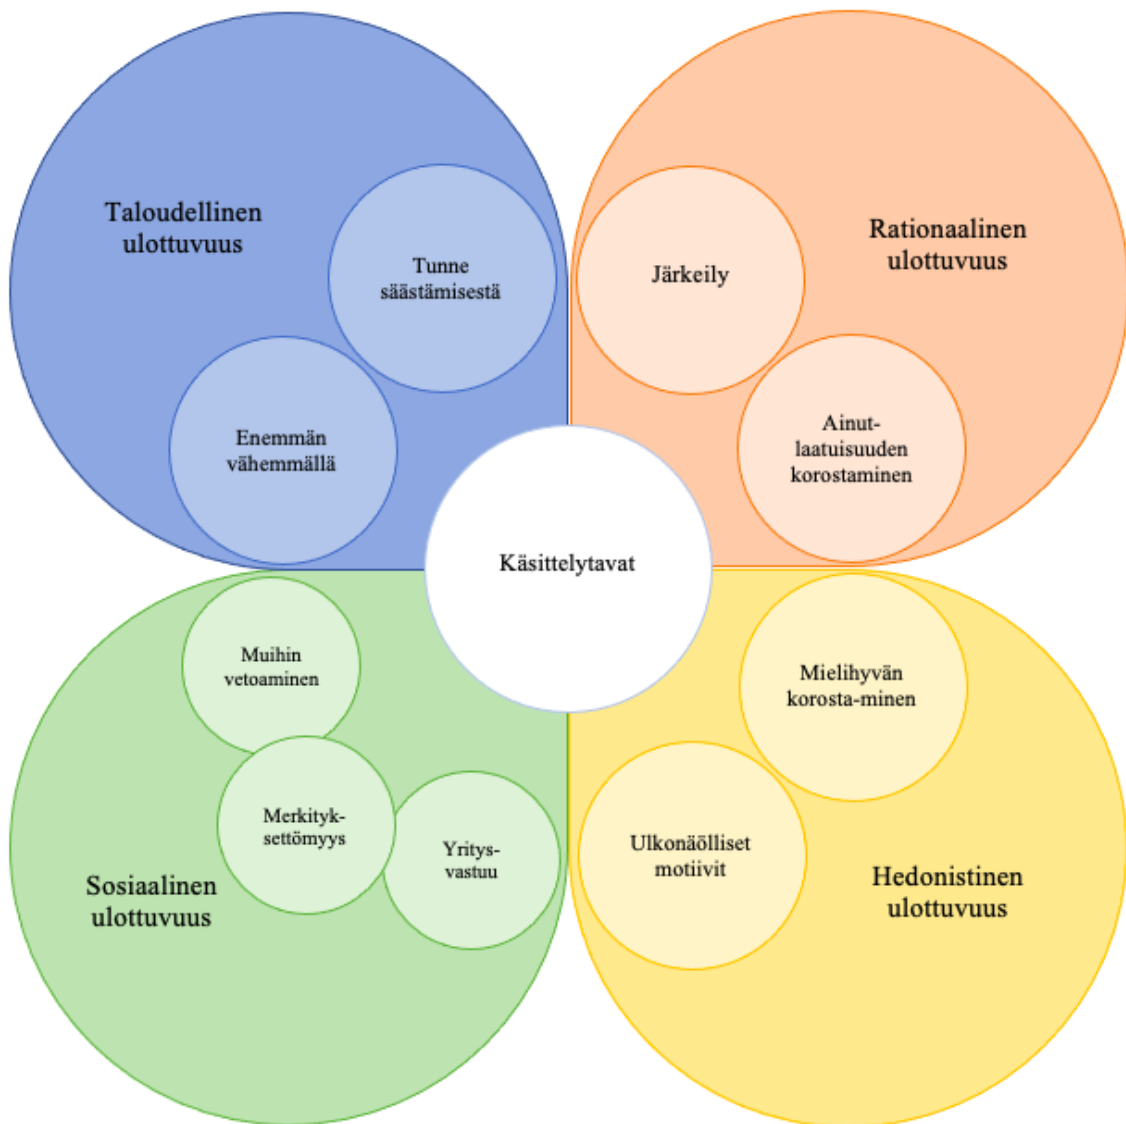 Taloudellinen
ulottuvuus
Tunne
säästämisestä
Enemmän
vähemmällä
Rationaalinen
ulottuvuus
Järkeily
Ainut-
laatuisuuden
korostaminen
Käsittelytavat
Muihin
vetoaminen
Merkityk-
settömyys
Yritys-
vastuu
Sosiaalinen
ulottuvuus
Mielihyvän
korosta-minen
Ulkonäölliset
motiivit
Hedonistinen
ulottuvuus